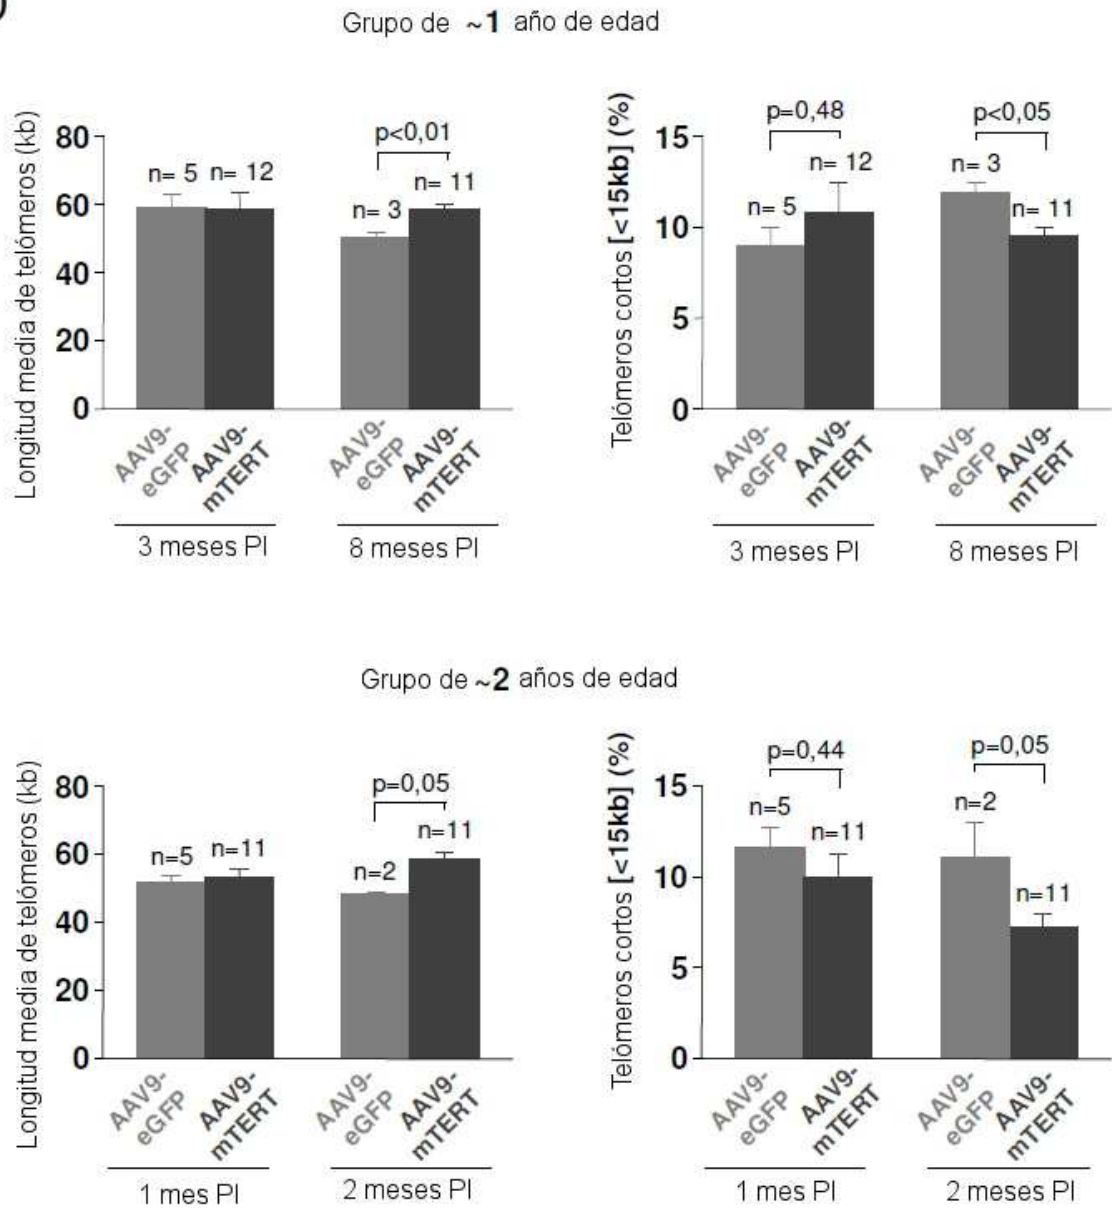 )
Grupo de ~1 año de edad
Longitud media de telómeros (kb)
80
60
40
20
0
n= 5
n= 12
p<0,01
n= 3
n= 11
AAV9-
eGFP
AAV9-
mTERT
AAV9-
eGFP
AAV9-
mTERT
3 meses PI
8 meses PI
Telómeros cortos [<15kb] (%)
15
10
5
0
p=0,48
n= 5
n= 12
p<0,05
n= 3
n= 11
AAV9-
eGFP
AAV9-
mTERT
AAV9-
eGFP
AAV9-
mTERT
3 meses PI
8 meses PI
Grupo de ~2 años de edad
Longitud media de telómeros (kb)
80
60
40
20
0
n=5
n=11
p=0,05
n=2
n=11
AAV9-
eGFP
AAV9-
mTERT
AAV9-
eGFP
AAV9-
mTERT
1 mes PI
2 meses PI
Telómeros cortos [<15kb] (%)
15
10
5
0
p=0,44
n=5
n=11
p=0,05
n=2
n=11
AAV9-
eGFP
AAV9-
mTERT
AAV9-
eGFP
AAV9-
mTERT
1 mes PI
2 meses PI